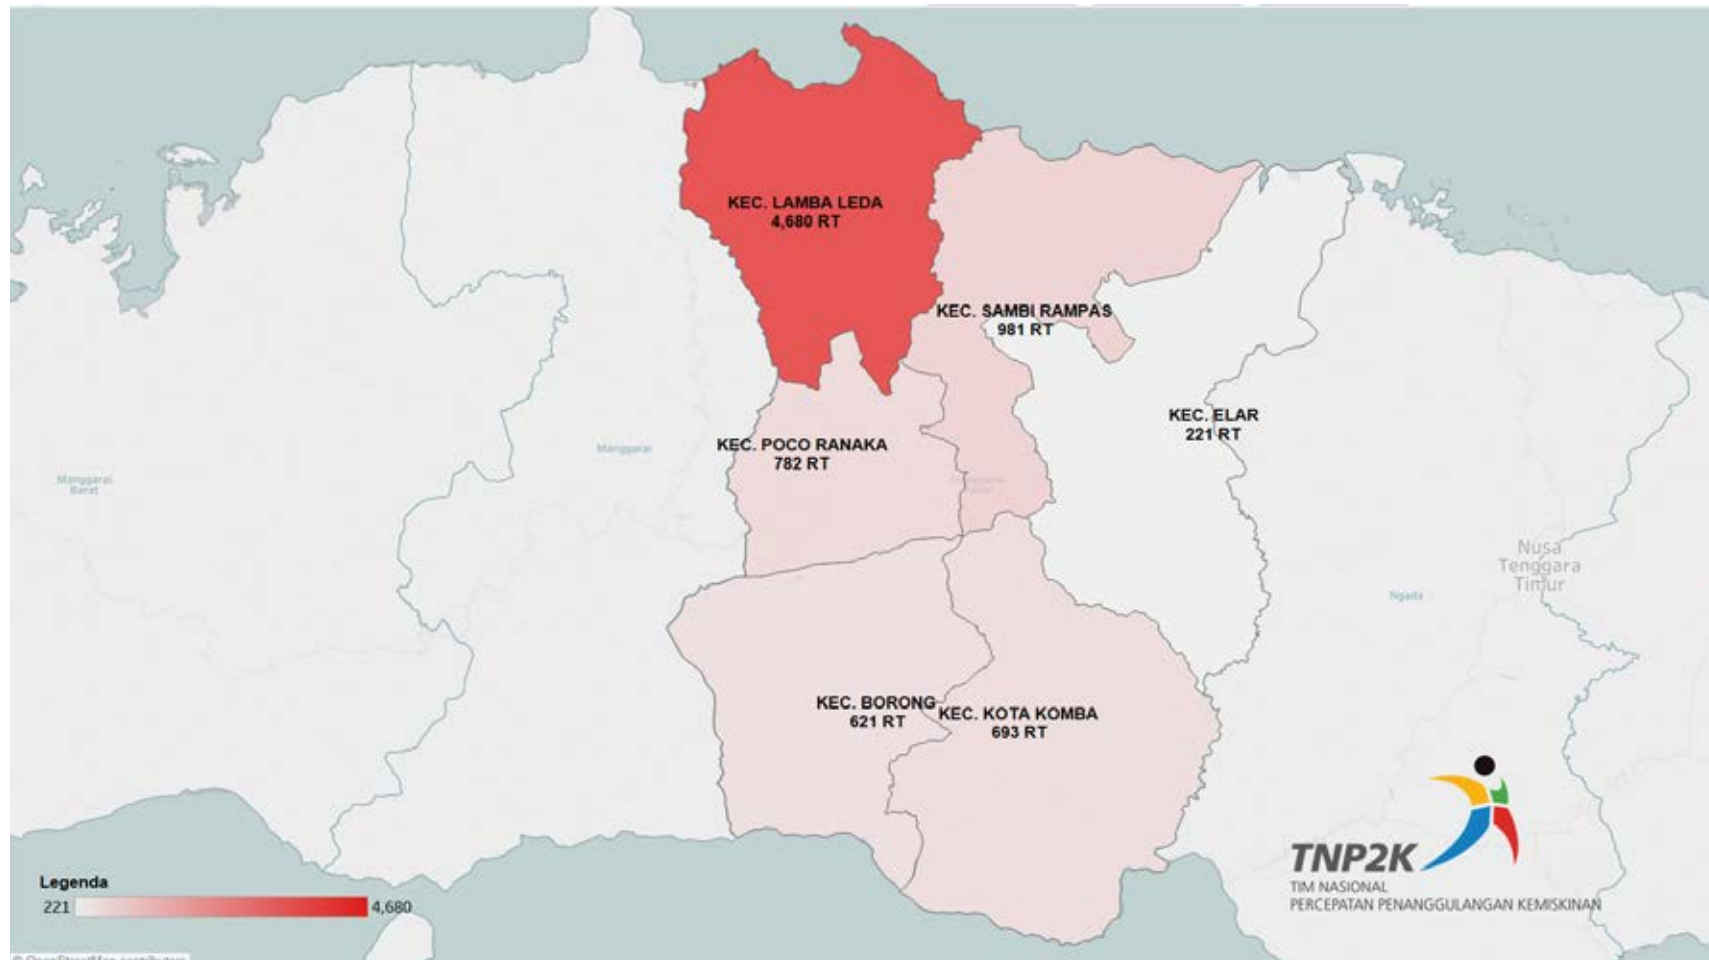 KEC. LAMBA LEDA
4,680 RT
KEC. SAMBI RAMPAS
981 RT
KEC. ELAR
221 RT
KEC. POCO RANAKA
782 RT
Manggarai
Manggarai
Barat
Nusa
Tenggara
Timur
Ngada
KEC. BORONG
621 RT
KEC. KOTA KOMBA
693 RT
TNP2K
TIM NASIONAL
PERCEPATAN PENANGGULANGAN KEMISKINAN
Legenda
221
4,680
© OpenStreetMap contributors